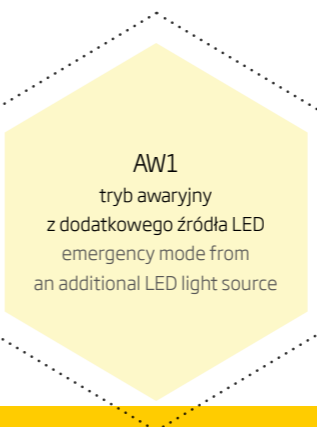 AW1
tryb awaryjny
z dodatkowego źródła LED
emergency mode from
an additional LED light source